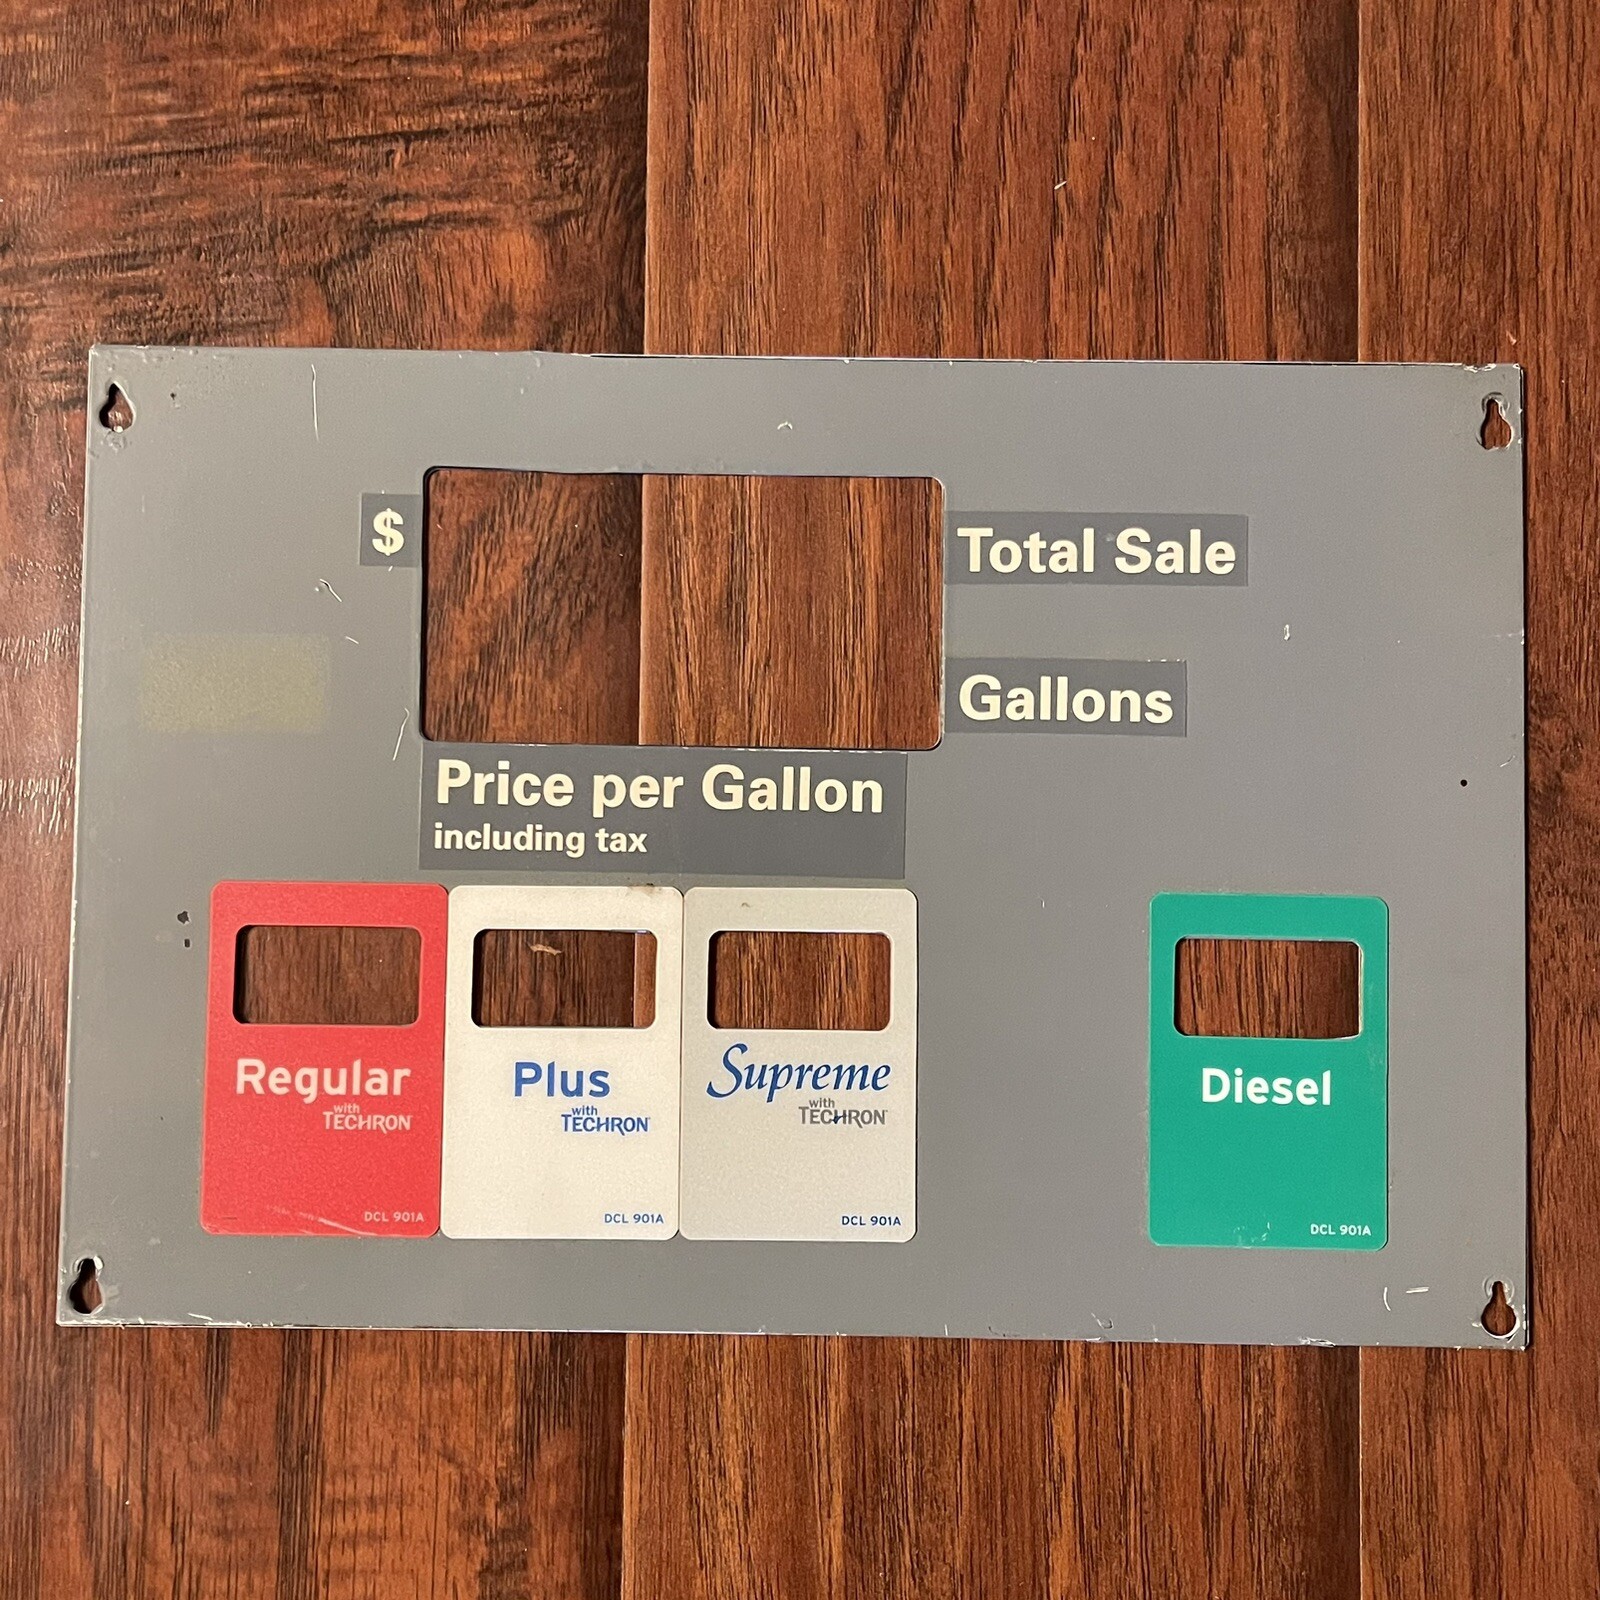 $
Total Sale
Gallons
Price per Gallon
including tax
Regular
with
TECHRON
DCL 901A
Plus
with
TECHRON
DCL 901A
Supreme
with
TECHRON
DCL 901A
Diesel
DCL 901A